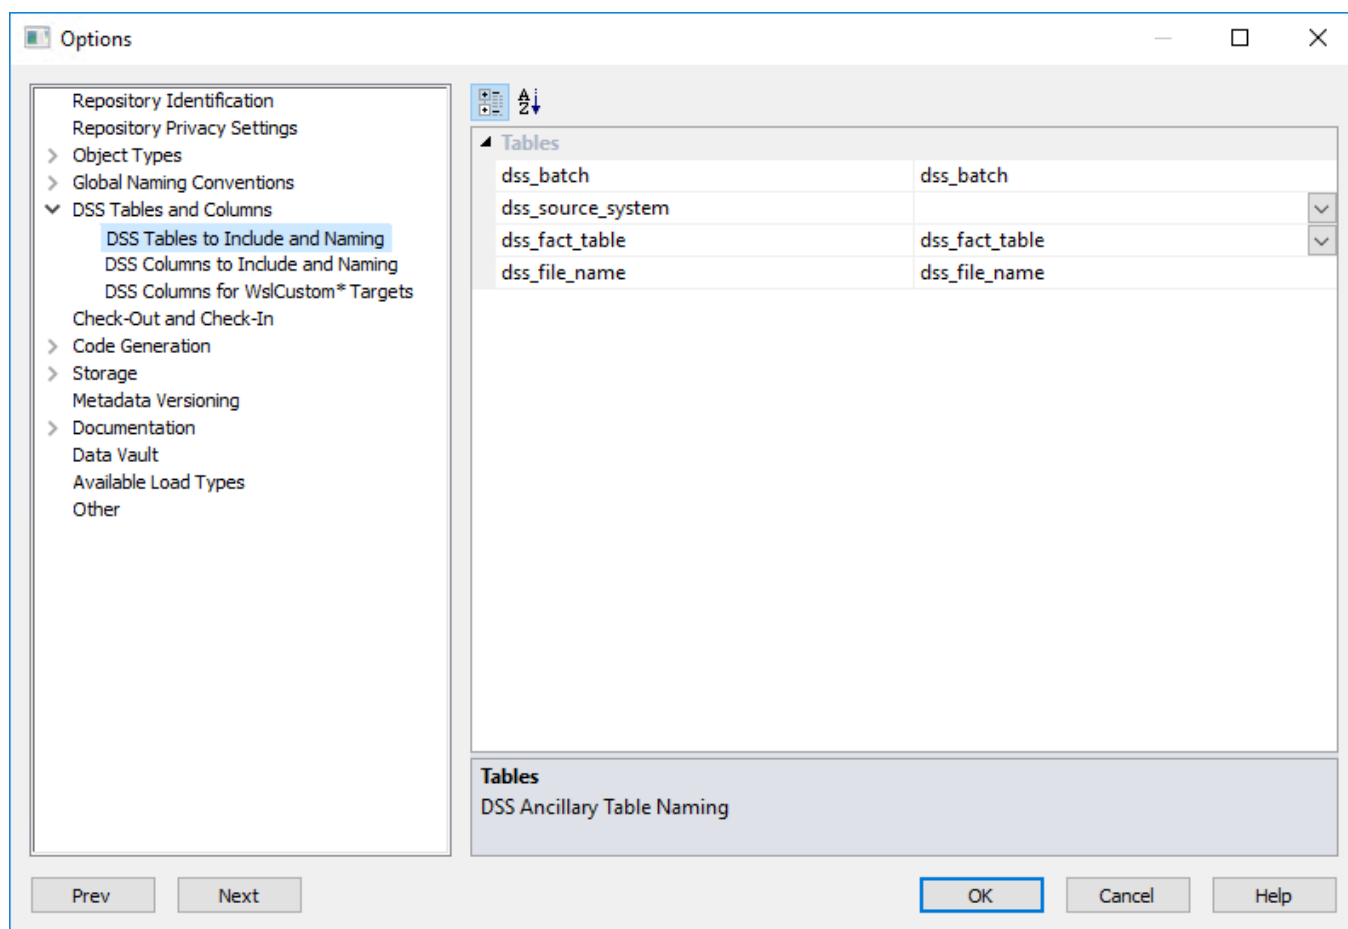 Options
Repository Identification
Repository Privacy Settings
Object Types
Global Naming Conventions
DSS Tables and Columns
DSS Tables to Include and Naming
DSS Columns to Include and Naming
DSS Columns for WslCustom* Targets
Check-Out and Check-In
Code Generation
Storage
Metadata Versioning
Documentation
Data Vault
Available Load Types
Other
Tables
dss_batch dss_batch
dss_source_system
dss_fact_table dss_fact_table
dss_file_name dss_file_name
Tables
DSS Ancillary Table Naming
Prev Next OK Cancel Help